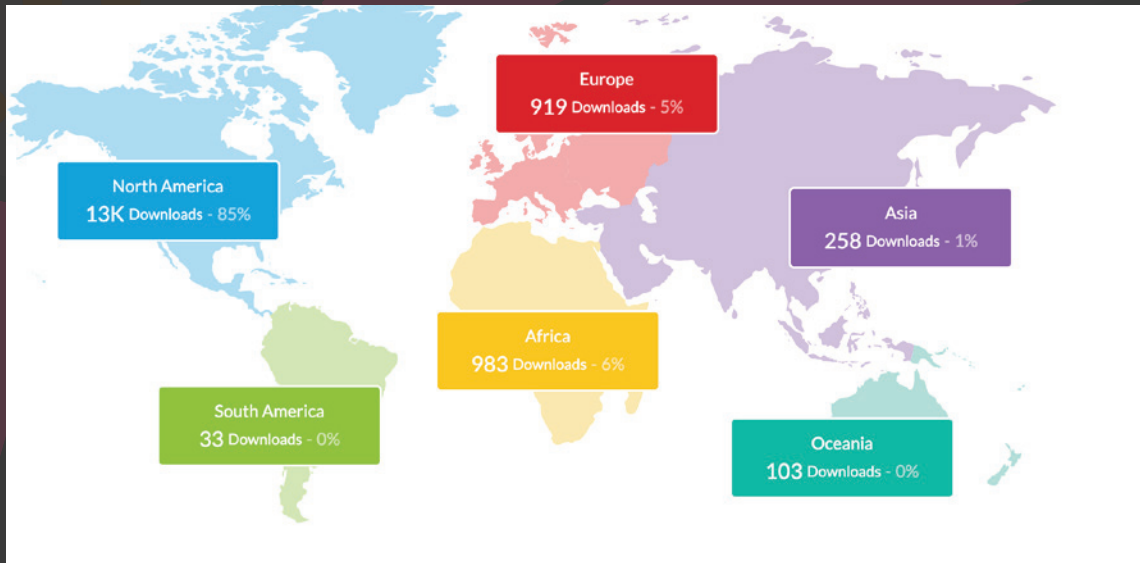 Europe
919 Downloads - 5%
North America
13K Downloads - 85%
Asia
258 Downloads - 1%
Africa
983 Downloads - 6%
South America
33 Downloads - 0%
Oceania
103 Downloads - 0%